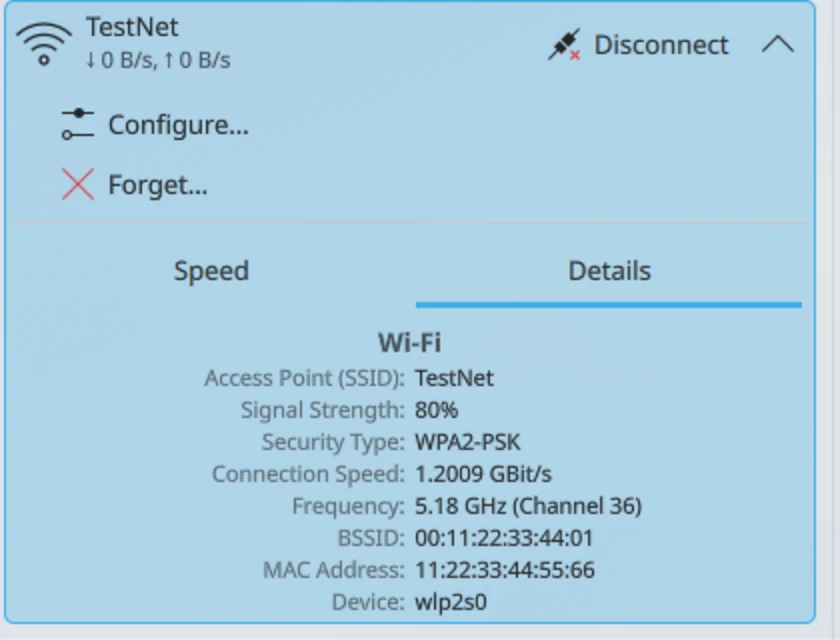 TestNet
Disconnect
↓0 B/s, ↑0 B/s
Configure...
Forget...
Speed
Details
Wi-Fi
Access Point (SSID): TestNet
Signal Strength: 80%
Security Type: WPA2-PSK
Connection Speed: 1.2009 GBit/s
Frequency: 5.18 GHz (Channel 36)
BSSID: 00:11:22:33:44:01
MAC Address: 11:22:33:44:55:66
Device: wlp2s0